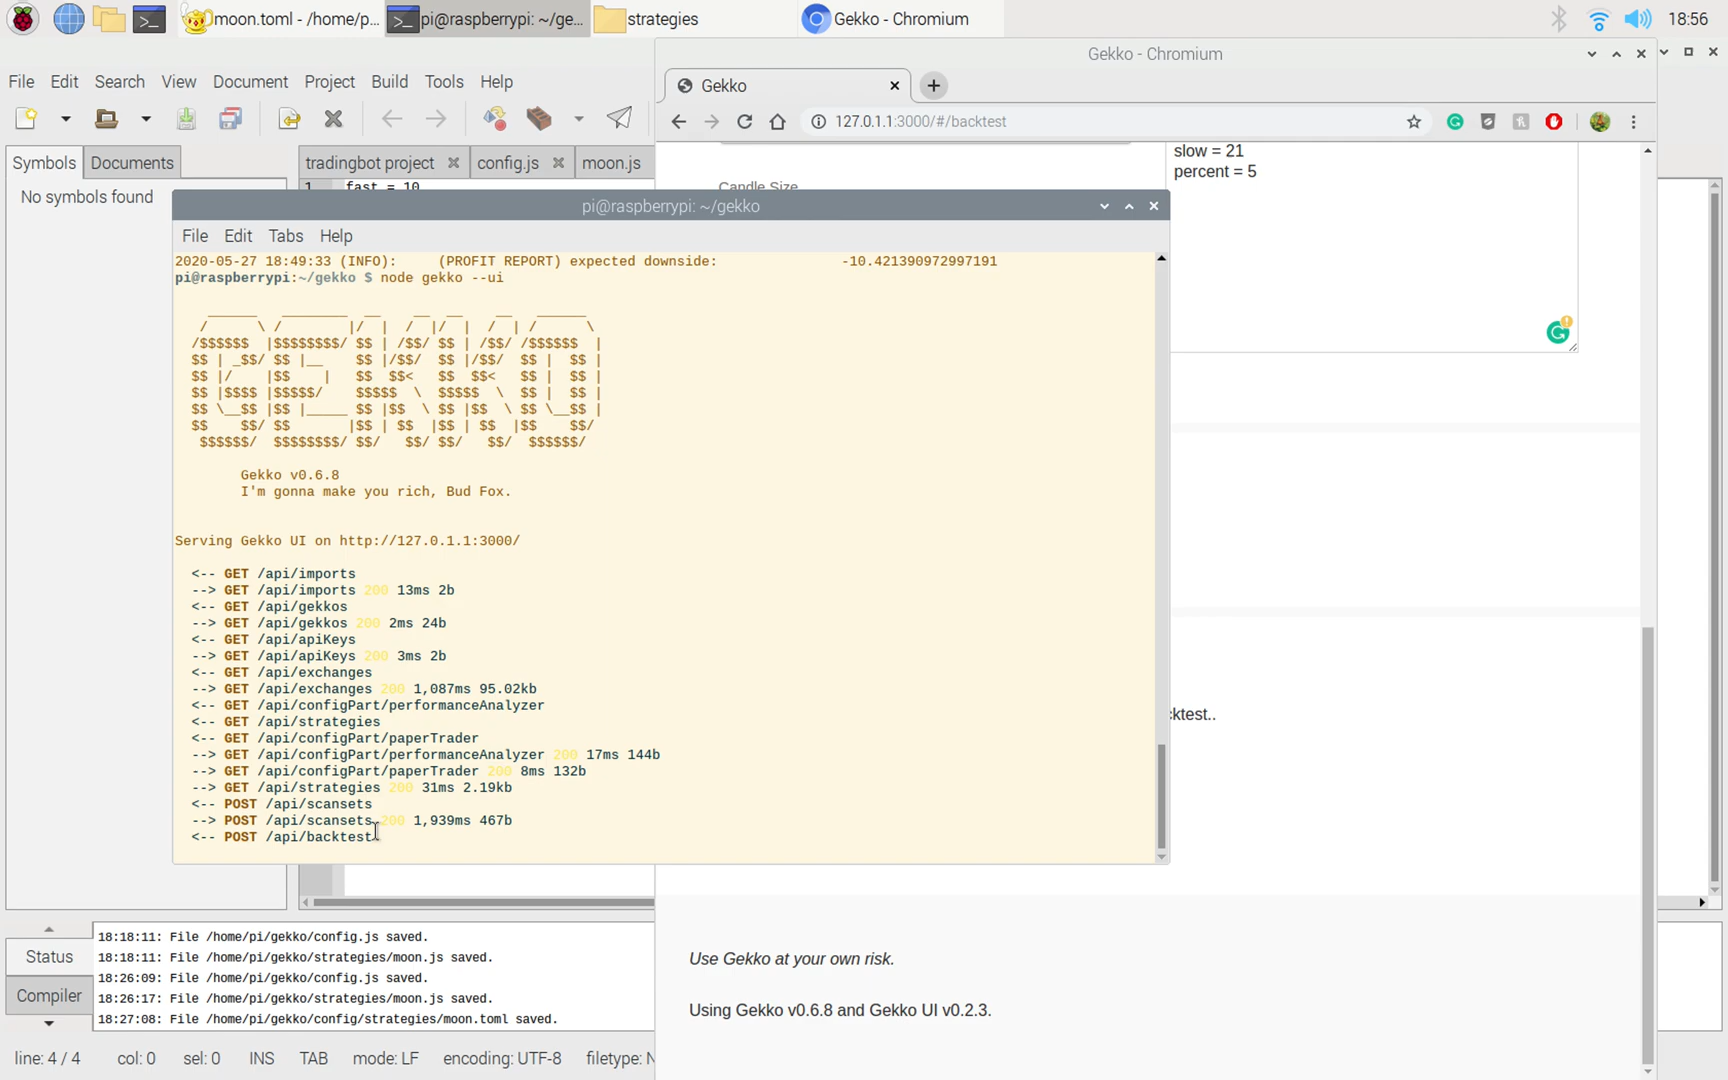 moon.toml - /home/p...
pi@raspberrypi: ~/ge...
strategies
Gekko - Chromium
18:56
Gekko - Chromium
File Edit Search View Document Project Build Tools Help
Gekko
127.0.1.1:3000/#/backtest
Symbols Documents
tradingbot project config.js moon.js
No symbols found
1 fast = 10
Candle Size
slow = 21
percent = 5
pi@raspberrypi: ~/gekko
File Edit Tabs Help
2020-05-27 18:49:33 (INFO): (PROFIT REPORT) expected downside: -10.421390972997191
pi@raspberrypi:~/gekko $ node gekko --ui
GEKKO
Gekko v0.6.8
I'm gonna make you rich, Bud Fox.
Serving Gekko UI on http://127.0.1.1:3000/
<-- GET /api/imports
--> GET /api/imports 200 13ms 2b
<-- GET /api/gekkos
--> GET /api/gekkos 200 2ms 24b
<-- GET /api/apiKeys
--> GET /api/apiKeys 200 3ms 2b
<-- GET /api/exchanges
--> GET /api/exchanges 200 1,087ms 95.02kb
<-- GET /api/configPart/performanceAnalyzer
<-- GET /api/strategies
<-- GET /api/configPart/paperTrader
--> GET /api/configPart/performanceAnalyzer 200 17ms 144b
--> GET /api/configPart/paperTrader 200 8ms 132b
--> GET /api/strategies 200 31ms 2.19kb
<-- POST /api/scansets
--> POST /api/scansets 200 1,939ms 467b
<-- POST /api/backtest
cktest..
Status
Compiler
18:18:11: File /home/pi/gekko/config.js saved.
18:18:11: File /home/pi/gekko/strategies/moon.js saved.
18:26:09: File /home/pi/gekko/config.js saved.
18:26:17: File /home/pi/gekko/strategies/moon.js saved.
18:27:08: File /home/pi/gekko/config/strategies/moon.toml saved.
Use Gekko at your own risk.
Using Gekko v0.6.8 and Gekko UI v0.2.3.
line: 4 / 4 col: 0 sel: 0 INS TAB mode: LF encoding: UTF-8 filetype: N